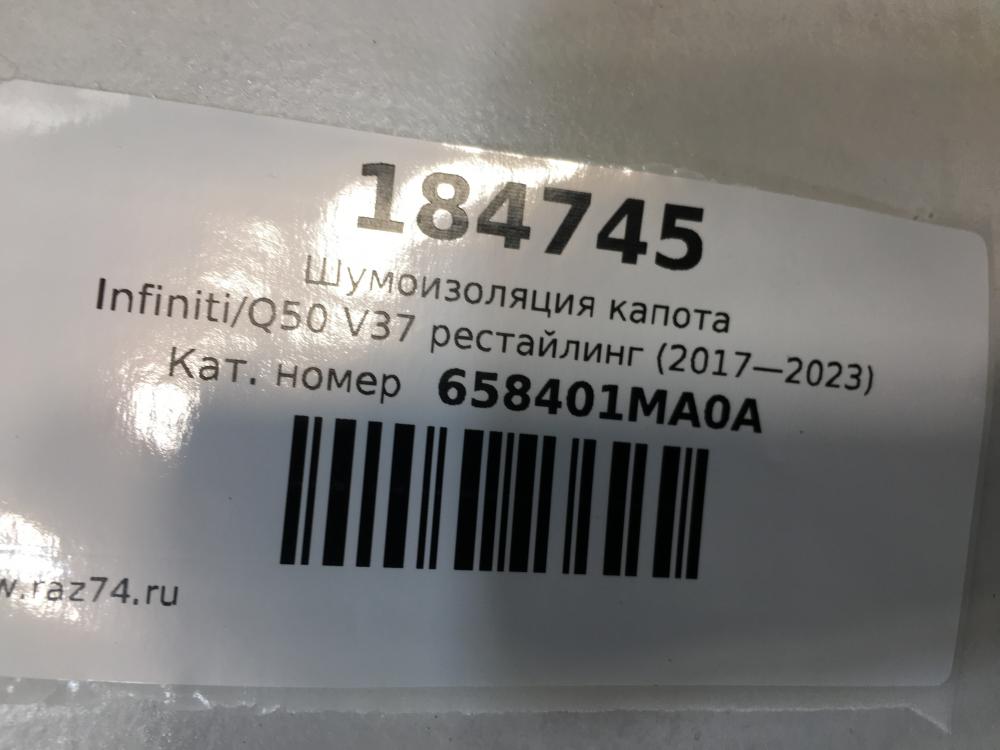 184745
Шумоизоляция капота
Infiniti/Q50 V37 рестайлинг (2017—2023)
Кат. номер 658401MA0A
w.raz74.ru